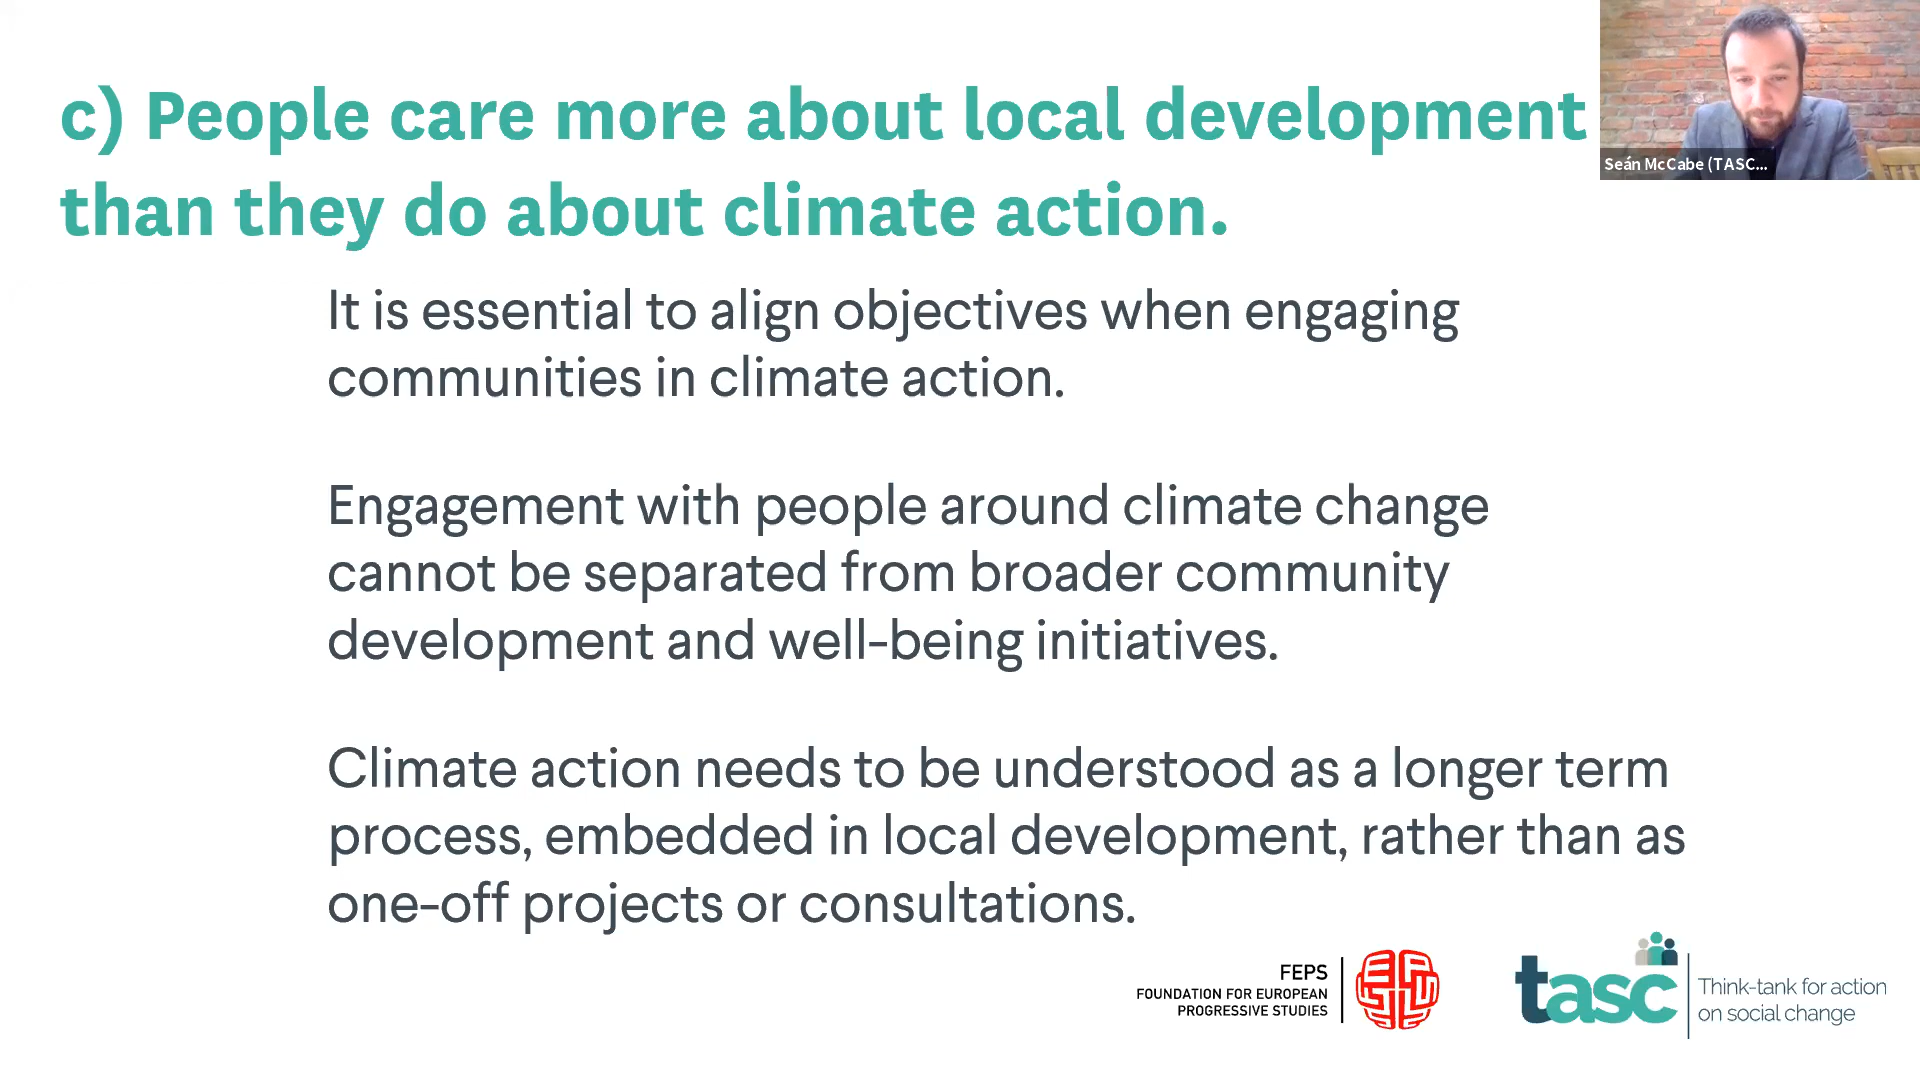 c) People care more about local development
than they do about climate action.
Seán McCabe (TASC...
It is essential to align objectives when engaging
communities in climate action.
Engagement with people around climate change
cannot be separated from broader community
development and well-being initiatives.
Climate action needs to be understood as a longer term
process, embedded in local development, rather than as
one-off projects or consultations.
FEPS
FOUNDATION FOR EUROPEAN
PROGRESSIVE STUDIES
tasc
Think-tank for action
on social change